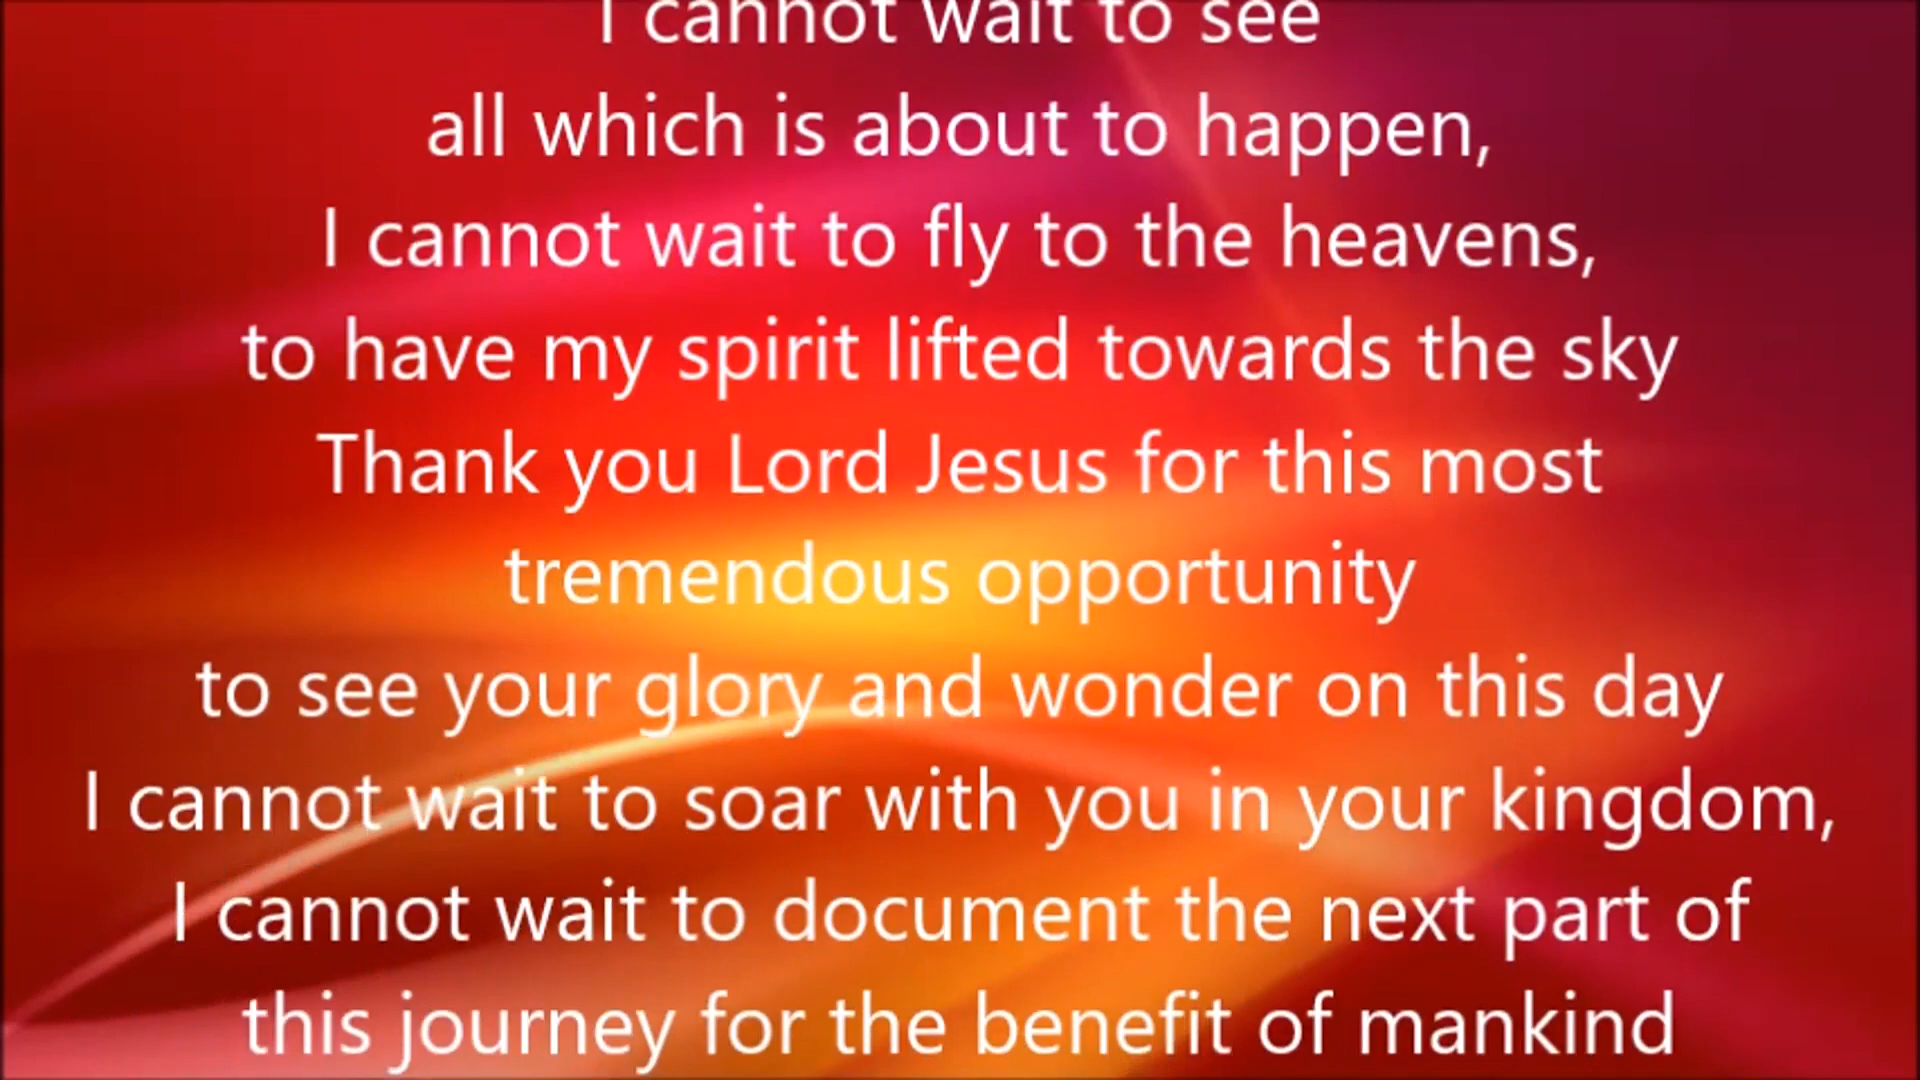 I cannot wait to see
all which is about to happen,
I cannot wait to fly to the heavens,
to have my spirit lifted towards the sky
Thank you Lord Jesus for this most
tremendous opportunity
to see your glory and wonder on this day
I cannot wait to soar with you in your kingdom,
I cannot wait to document the next part of
this journey for the benefit of mankind